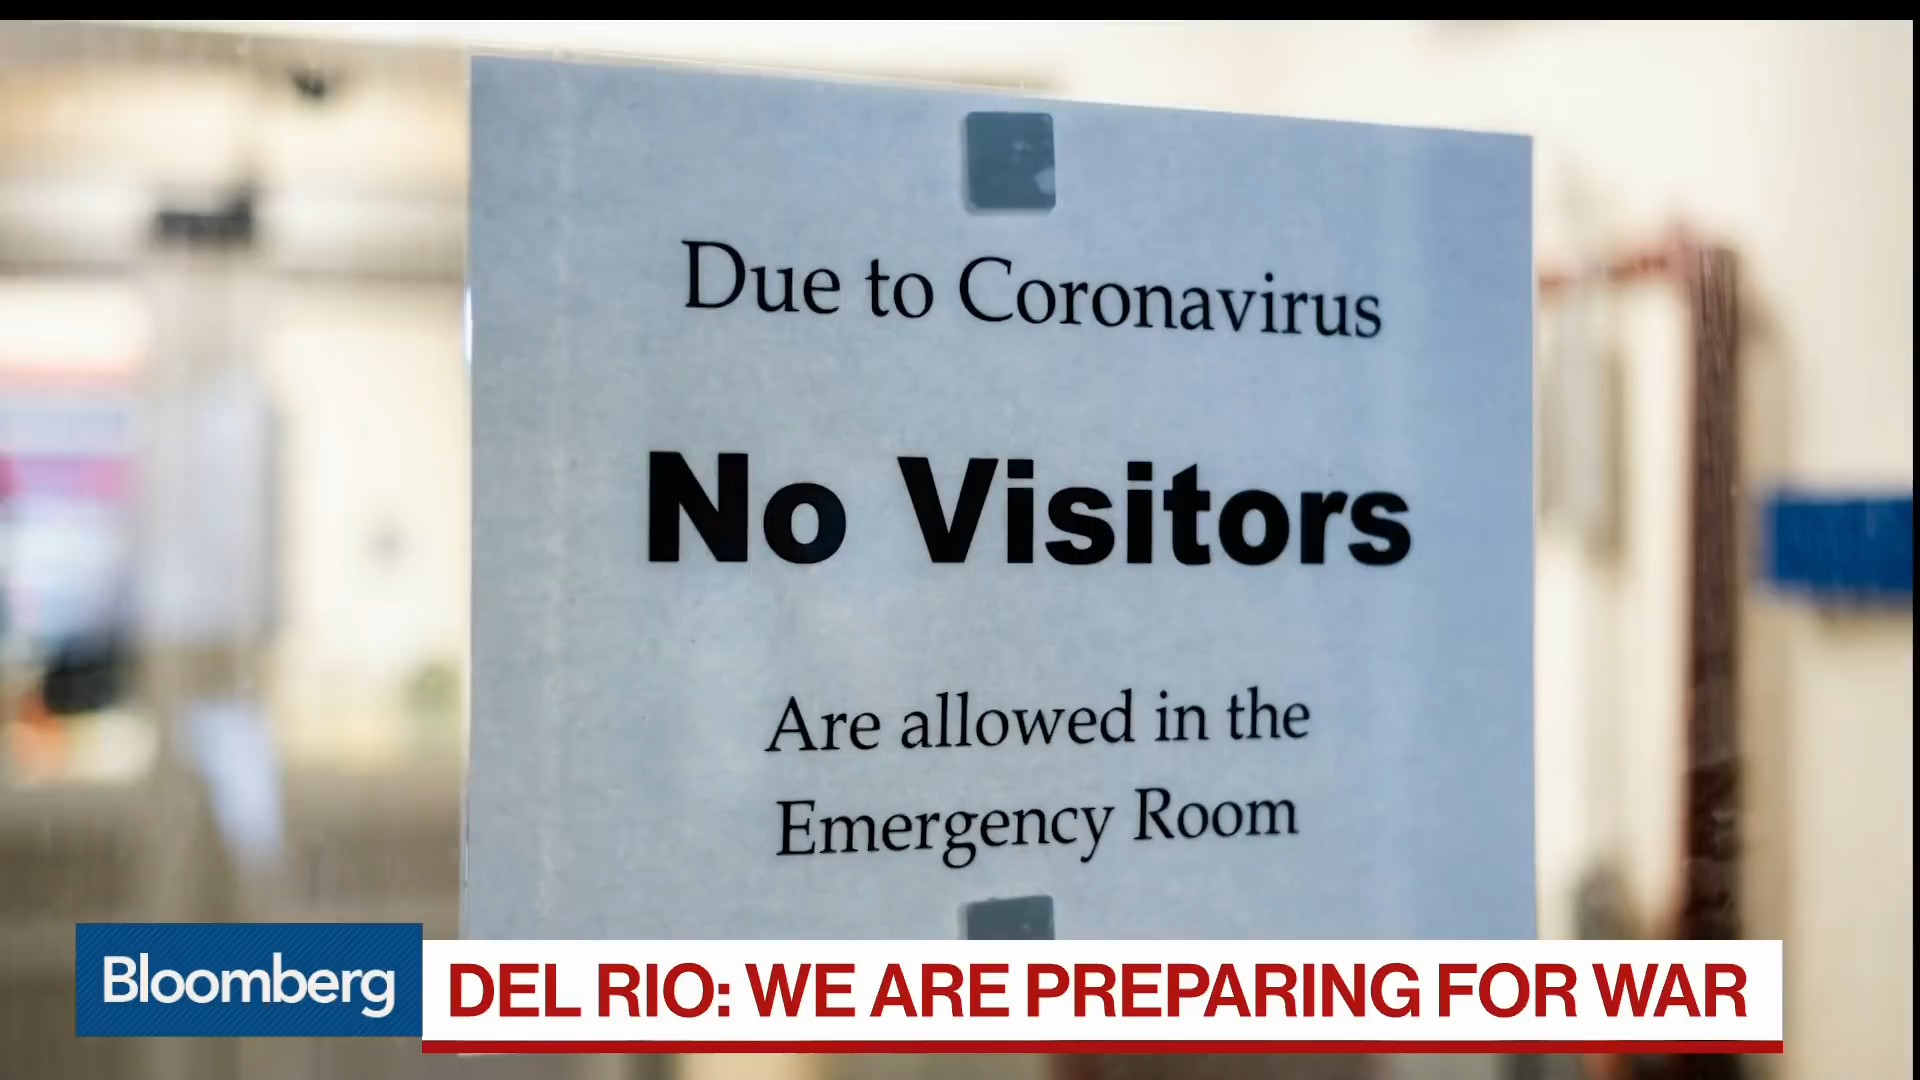 Due to Coronavirus
No Visitors
Are allowed in the
Emergency Room
Bloomberg
DEL RIO: WE ARE PREPARING FOR WAR